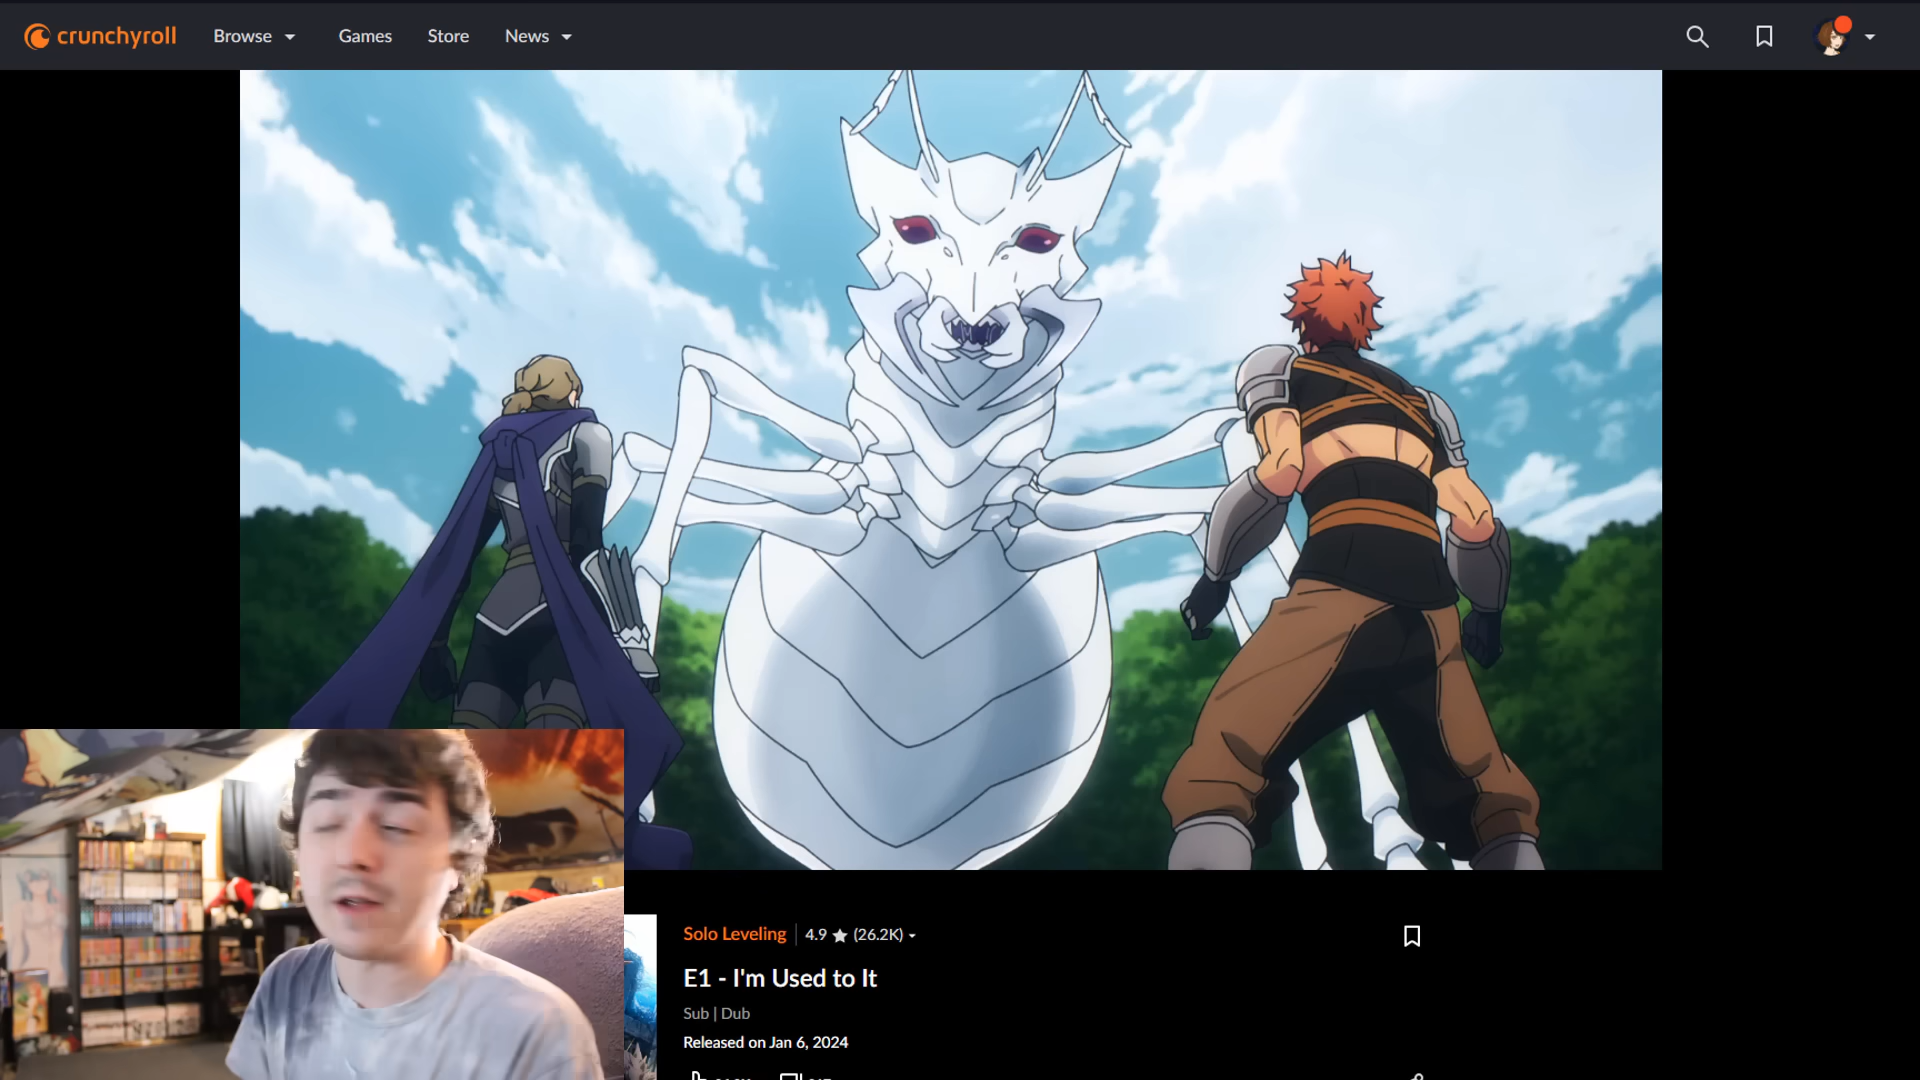 crunchyroll Browse Games Store News
Solo Leveling 4.9 (26.2K)
E1 - I'm Used to It
Sub | Dub
Released on Jan 6, 2024